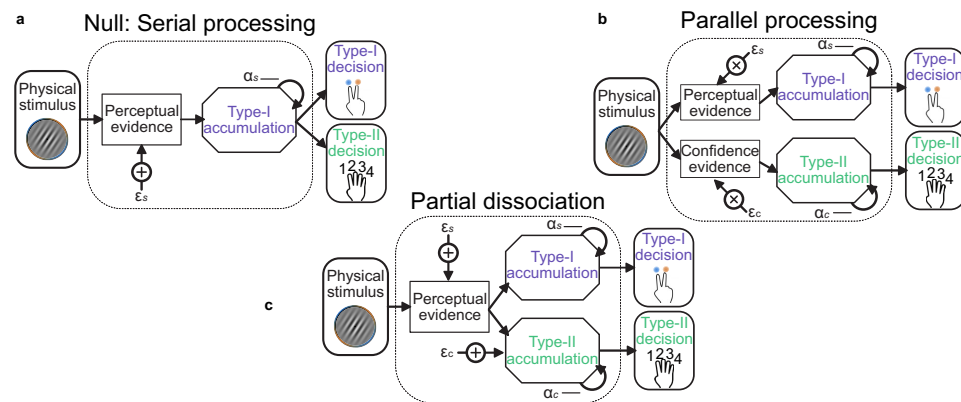 a
Null: Serial processing
Physical
stimulus
Perceptual
evidence
εs
αs
Type-I
accumulation
Type-I
decision
Type-II
decision
1234
b
Parallel processing
Physical
stimulus
εs
Perceptual
evidence
Confidence
evidence
εc
αs
Type-I
accumulation
Type-II
accumulation
αc
Type-I
decision
Type-II
decision
1234
Partial dissociation
c
Physical
stimulus
εs
Perceptual
evidence
εc
αs
Type-I
accumulation
Type-II
accumulation
αc
Type-I
decision
Type-II
decision
1234